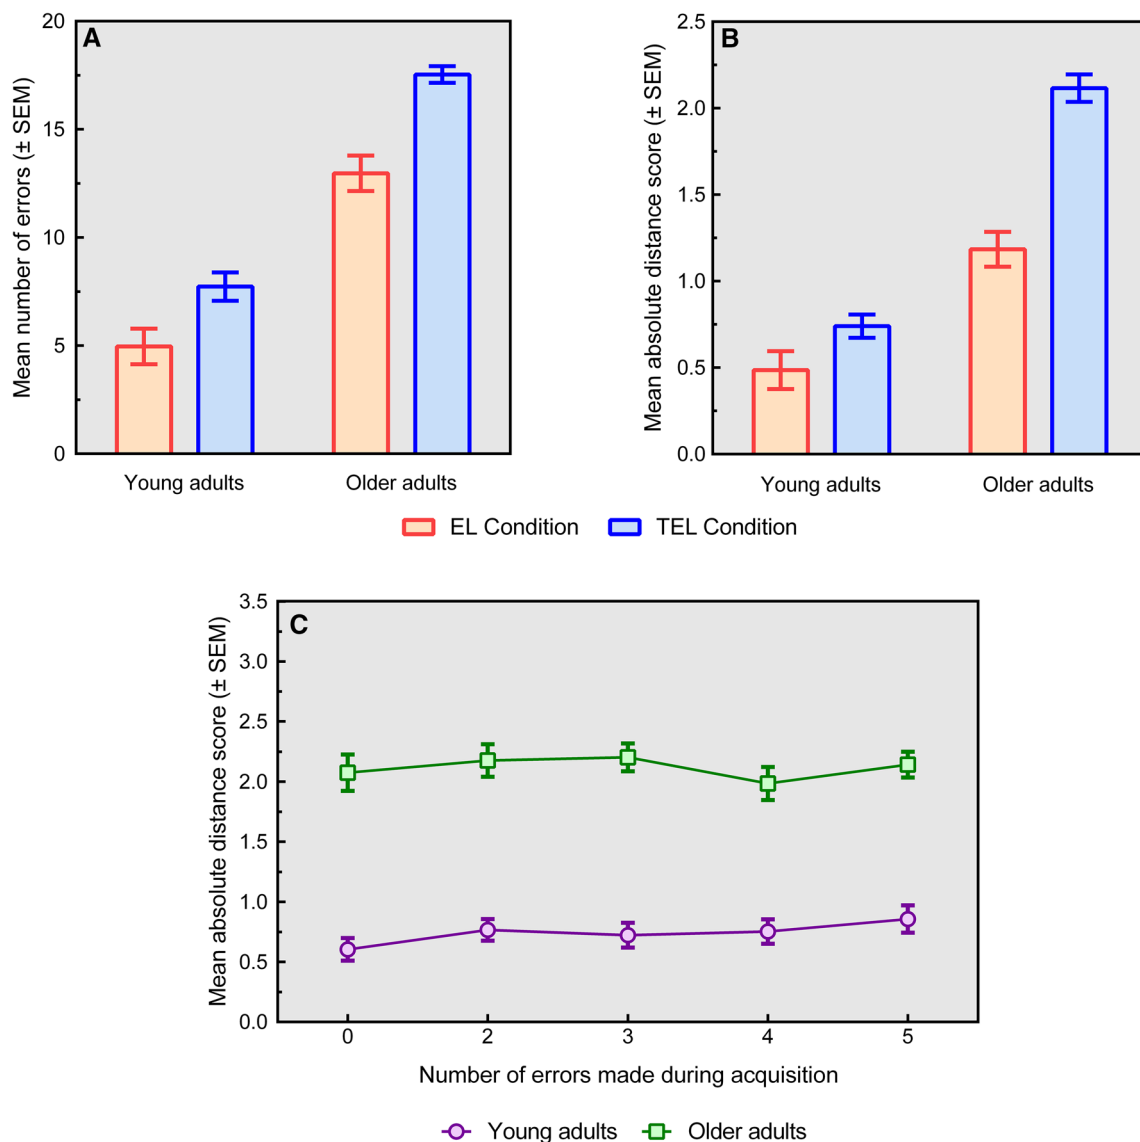 A
Mean number of errors (± SEM)
20
15
10
5
0
Young adults
Older adults
B
Mean absolute distance score (± SEM)
2.5
2.0
1.5
1.0
0.5
0.0
Young adults
Older adults
EL Condition
TEL Condition
C
Mean absolute distance score (± SEM)
3.5
3.0
2.5
2.0
1.5
1.0
0.5
0.0
0 2 3 4 5
Number of errors made during acquisition
Young adults
Older adults